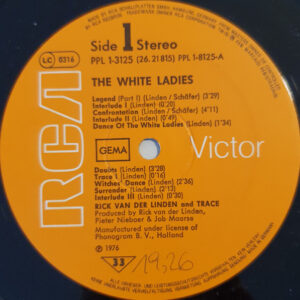 Side 1 Stereo
LC 0316
PPL 1-3125 (26.21815) PPL 1-8125-A
THE WHITE LADIES
Legend (Part I) (Linden / Schäfer) (3'29)
Interlude I (Linden) (0'20)
Confrontation (Linden / Schäfer) (4'11)
Interlude II (Linden) (0'49)
Dance Of The White Ladies (Linden) (1'34)
RCA
GEMA
Victor
Doubts (Linden) (3'28)
Trace I (Linden) (0'16)
Witches' Dance (Linden) (2'36)
Surrender (Linden) (2'13)
Interlude III (Linden) (0'30)
RICK VAN DER LINDEN and TRACE
Produced by Rick van der Linden,
Pieter Nieboer & Job Maarse
Manufactured under license of
Phonogram B. V., Holland
℗ 1976
33
19,26